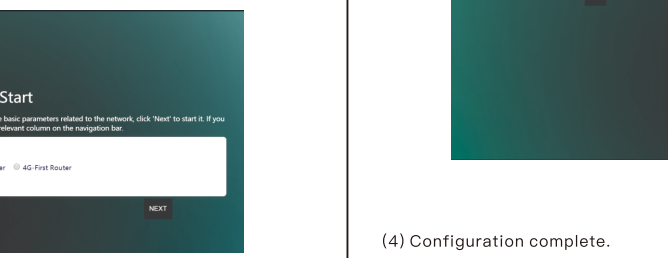 Start
e basic parameters related to the network, click 'Next' to start it. If you
relevant column on the navigation bar.
er 4G-First Router
NEXT
(4) Configuration complete.